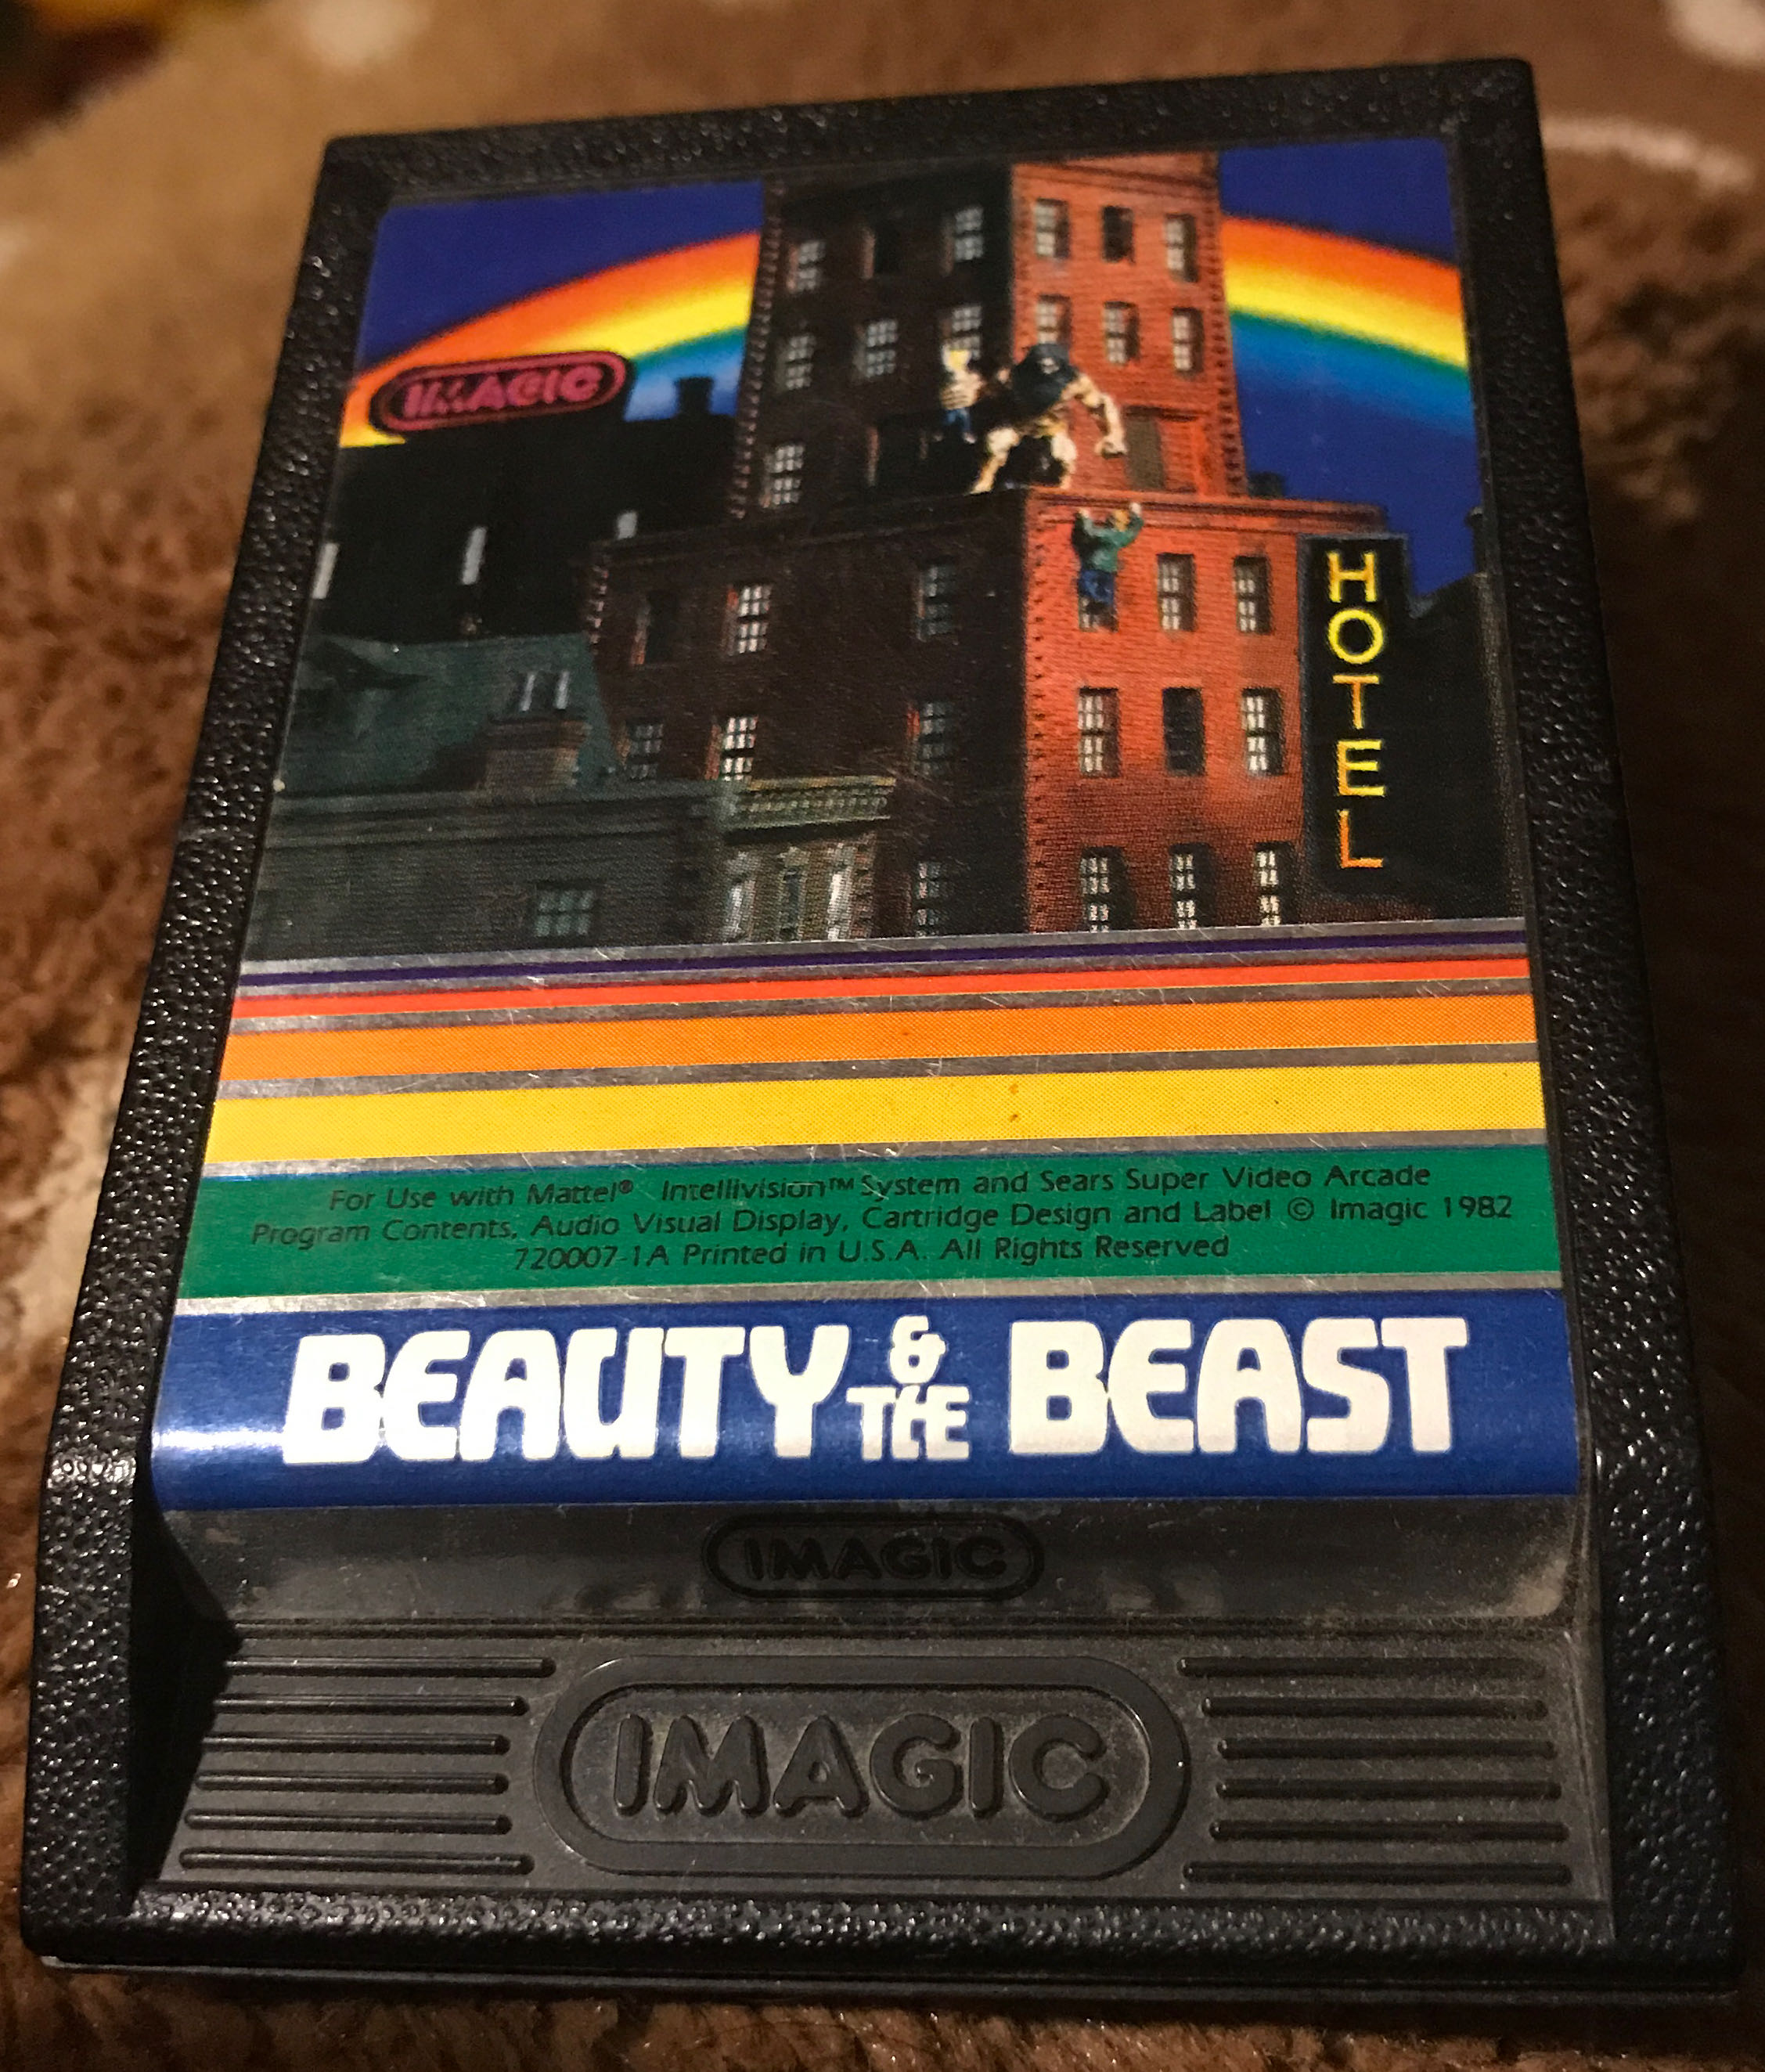 IMAGIC
HOTEL
For Use with Mattel® Intellivision™ System and Sears Super Video Arcade
Program Contents, Audio Visual Display, Cartridge Design and Label © Imagic 1982
720007-1A Printed in U.S.A. All Rights Reserved
BEAUTY & THE BEAST
IMAGIC
IMAGIC